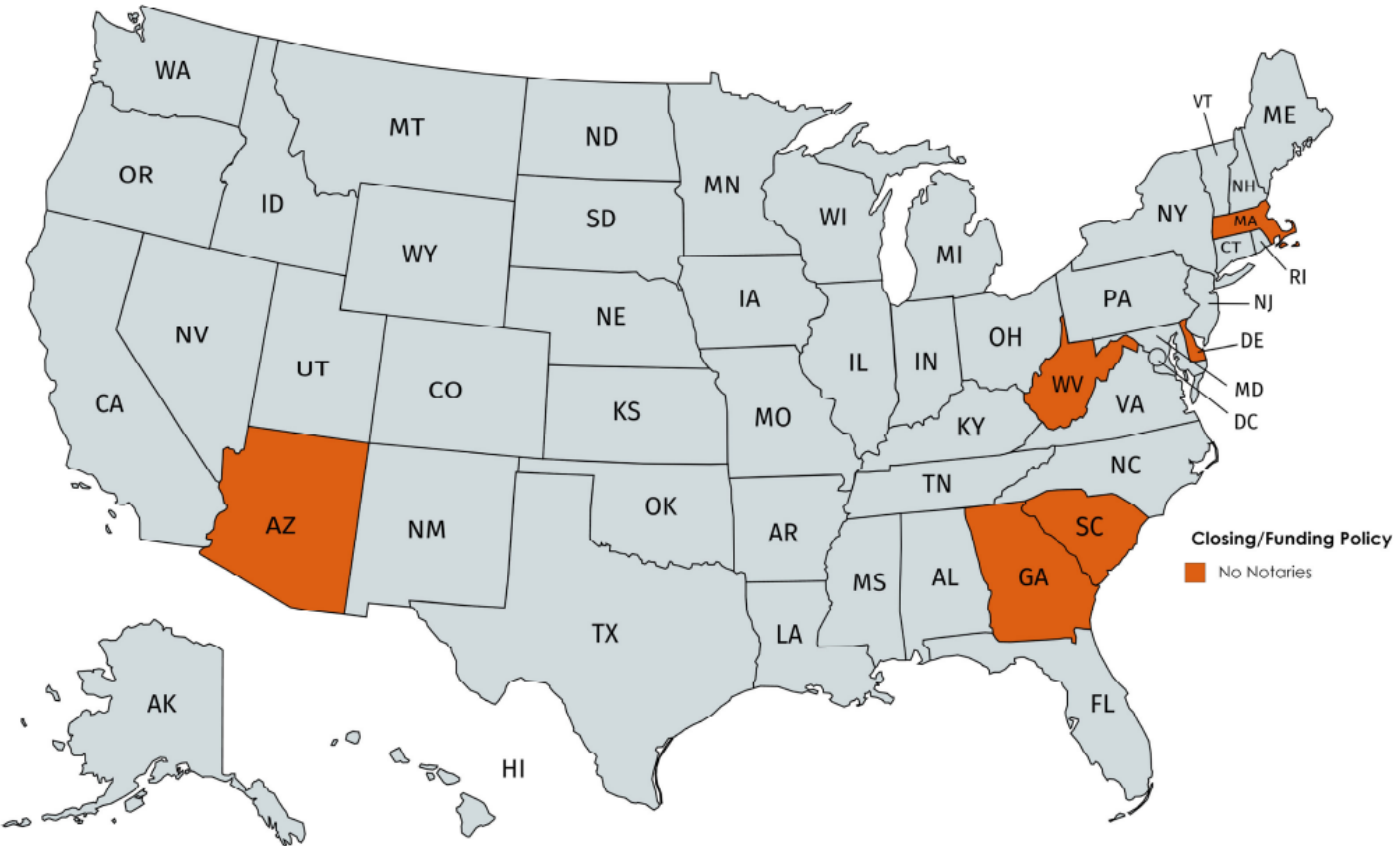 WA
MT
ND
MN
VT
ME
OR
ID
SD
WI
NH
NY
MA
WY
MI
CT
RI
IA
PA
NJ
NE
NV
OH
DE
UT
IL
IN
CO
WV
MD
CA
KS
MO
VA
DC
KY
NC
TN
OK
AZ
NM
AR
SC
Closing/Funding Policy
No Notaries
MS
AL
GA
TX
LA
AK
FL
HI